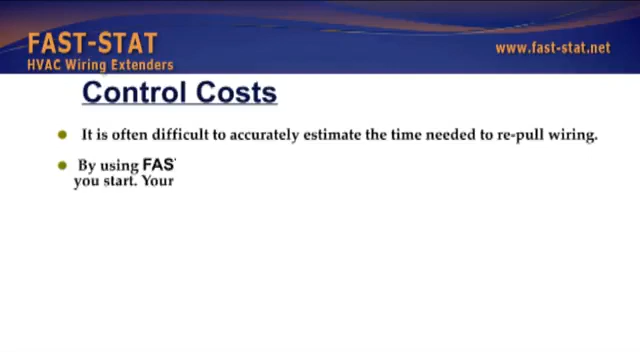 FAST-STAT
HVAC Wiring Extenders
www.fast-stat.net
Control Costs
It is often difficult to accurately estimate the time needed to re-pull wiring.
By using FAS
you start. Your